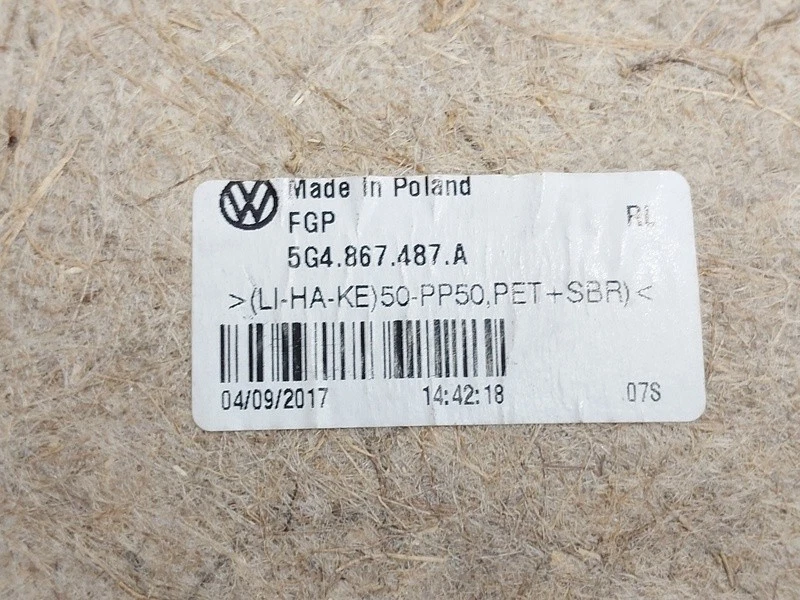 Made In Poland
FGP
RL
5G4.867.487.A
>(LI-HA-KE)50-PP50,PET+SBR)<
04/09/2017 14:42:18 07S